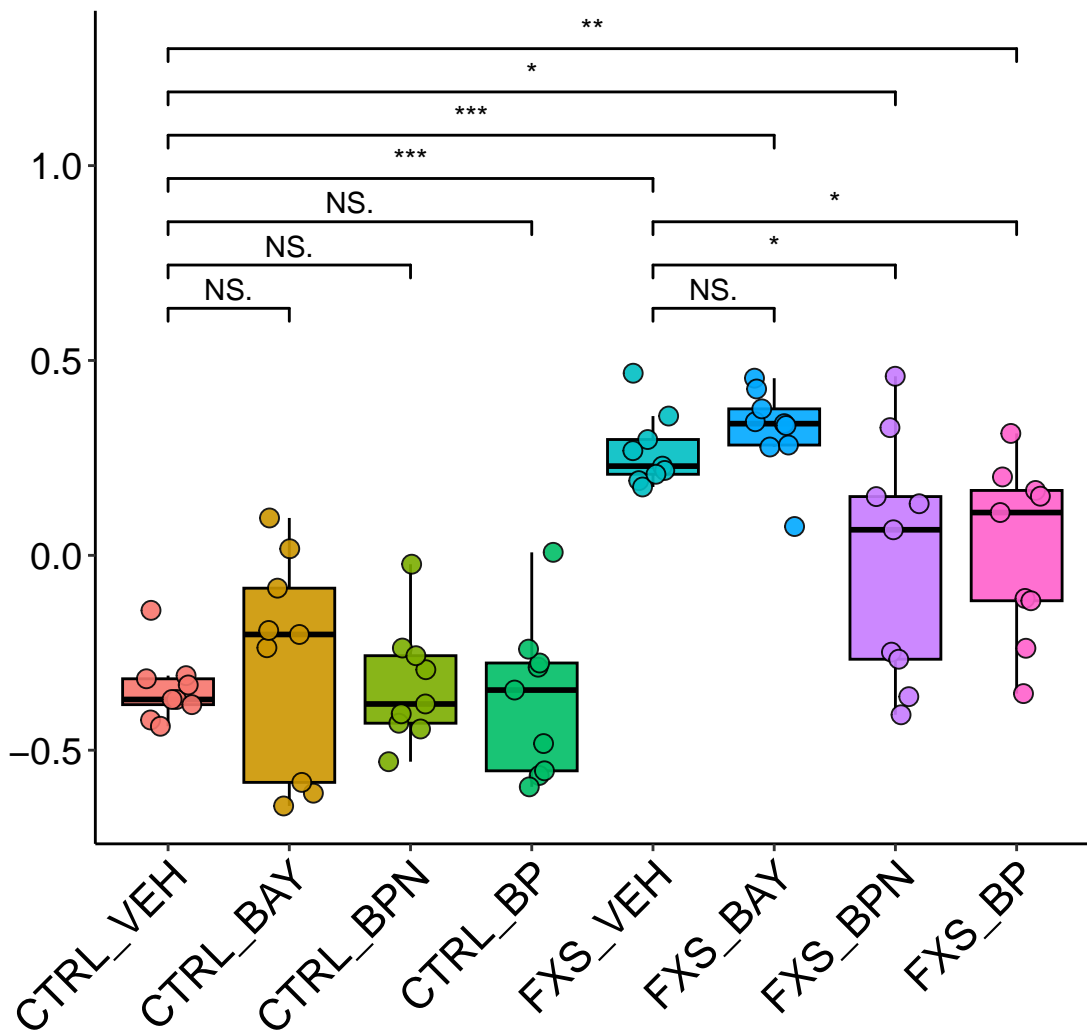 **
*
***
***
NS.
*
NS.
*
NS.
NS.
1.0
0.5
0.0
−0.5
CTRL_VEH
CTRL_BAY
CTRL_BPN
CTRL_BP
FXS_VEH
FXS_BAY
FXS_BPN
FXS_BP